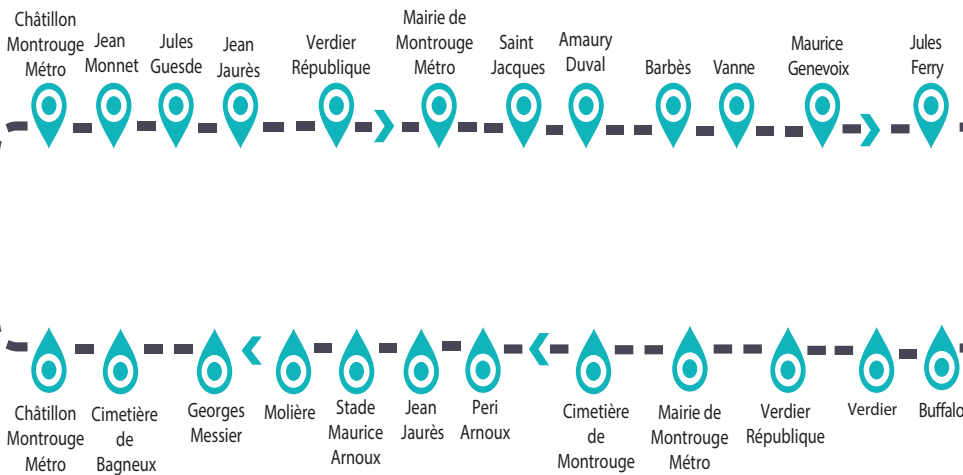 Châtillon
Montrouge
Métro
Jean
Monnet
Jules
Guesde
Jean
Jaurès
Verdier
République
Mairie de
Montrouge
Métro
Saint
Jacques
Amaury
Duval
Barbès
Vanne
Maurice
Genevoix
Jules
Ferry
Châtillon
Montrouge
Métro
Cimetière
de
Bagneux
Georges
Messier
Molière
Stade
Maurice
Arnoux
Jean
Jaurès
Peri
Arnoux
Cimetière
de
Montrouge
Mairie de
Montrouge
Métro
Verdier
République
Verdier
Buffalo